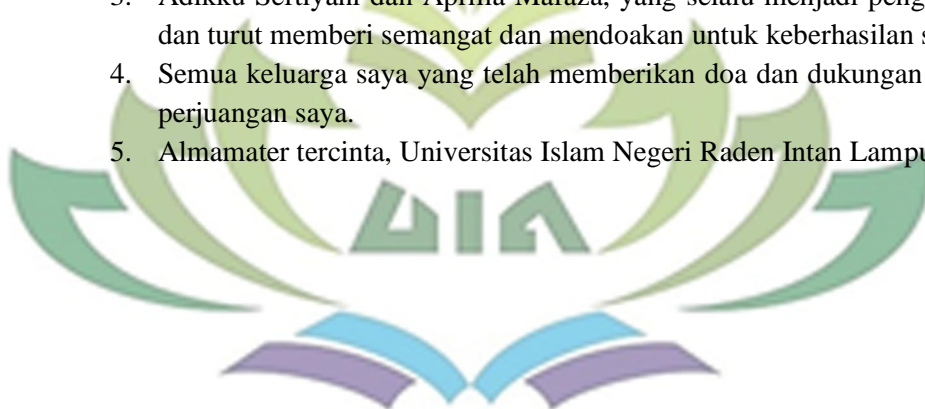 3. Adikku Sertiyani dan Aprilia Maraza, yang selalu menjadi
dan turut memberi semangat dan mendoakan untuk keberhasilan
4. Semua keluarga saya yang telah memberikan doa dan dukungan
perjuangan saya.
5. Almamater tercinta, Universitas Islam Negeri Raden Intan
UIN